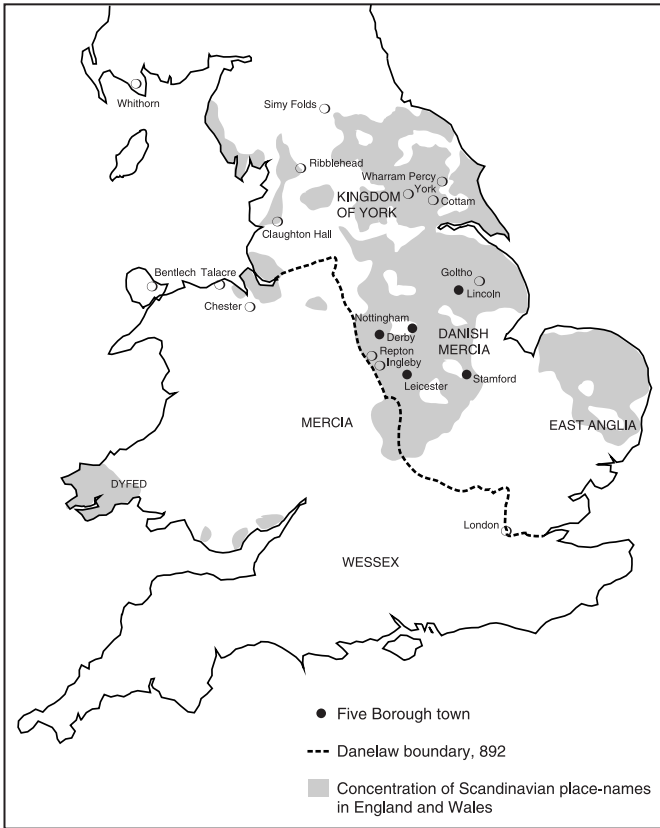 Whithorn
Simy Folds
Ribblehead
Wharram Percy
York
KINGDOM
OF YORK
Cottam
Claughton Hall
Bentlech Talacre
Chester
Goltho
Lincoln
Nottingham
Derby
DANISH
MERCIA
Repton
Ingleby
Leicester
Stamford
MERCIA
EAST ANGLIA
DYFED
London
WESSEX
Five Borough town
Danelaw boundary, 892
Concentration of Scandinavian place-names
in England and Wales